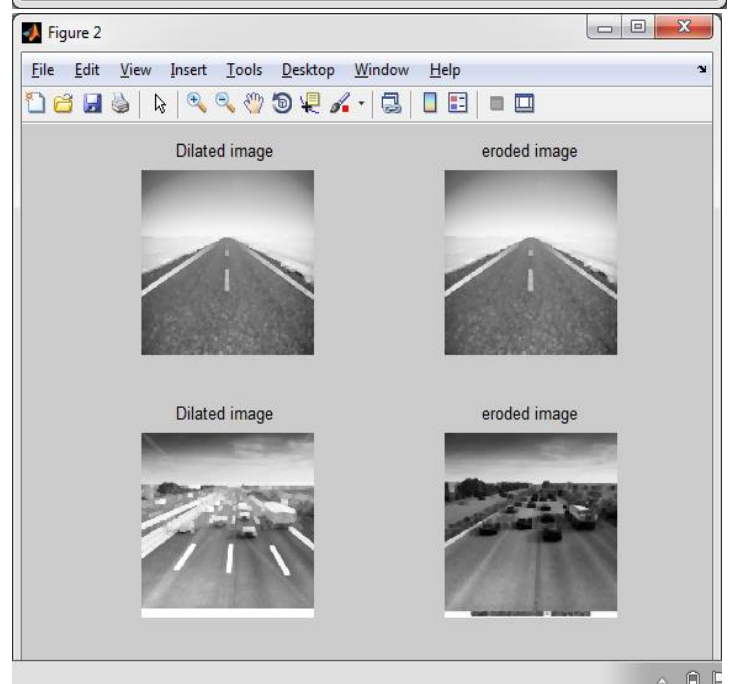 Figure 2
File Edit View Insert Tools Desktop Window Help
Dilated image eroded image
Dilated image eroded image